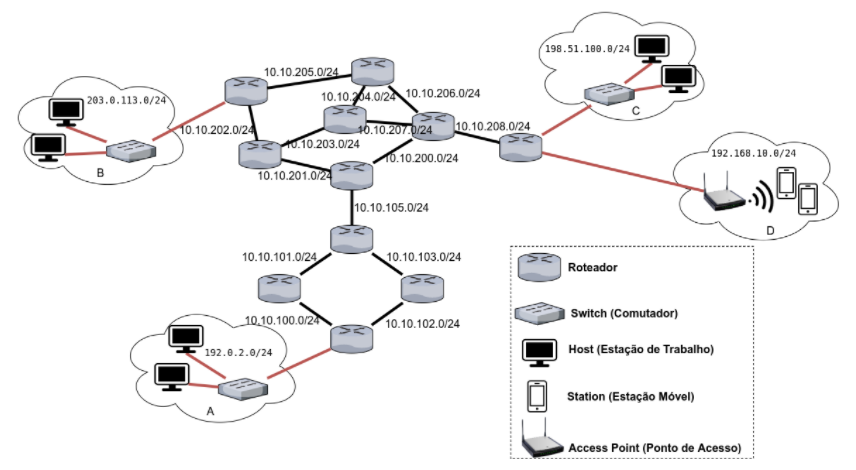 198.51.100.0/24
C
10.10.205.0/24
203.0.113.0/24
B
10.10.204.0/24
10.10.206.0/24
10.10.202.0/24
10.10.207.0/24
10.10.208.0/24
10.10.203.0/24
10.10.200.0/24
10.10.201.0/24
192.168.10.0/24
D
10.10.105.0/24
10.10.101.0/24
10.10.103.0/24
10.10.100.0/24
10.10.102.0/24
192.0.2.0/24
A
Roteador
Switch (Comutador)
Host (Estação de Trabalho)
Station (Estação Móvel)
Access Point (Ponto de Acesso)